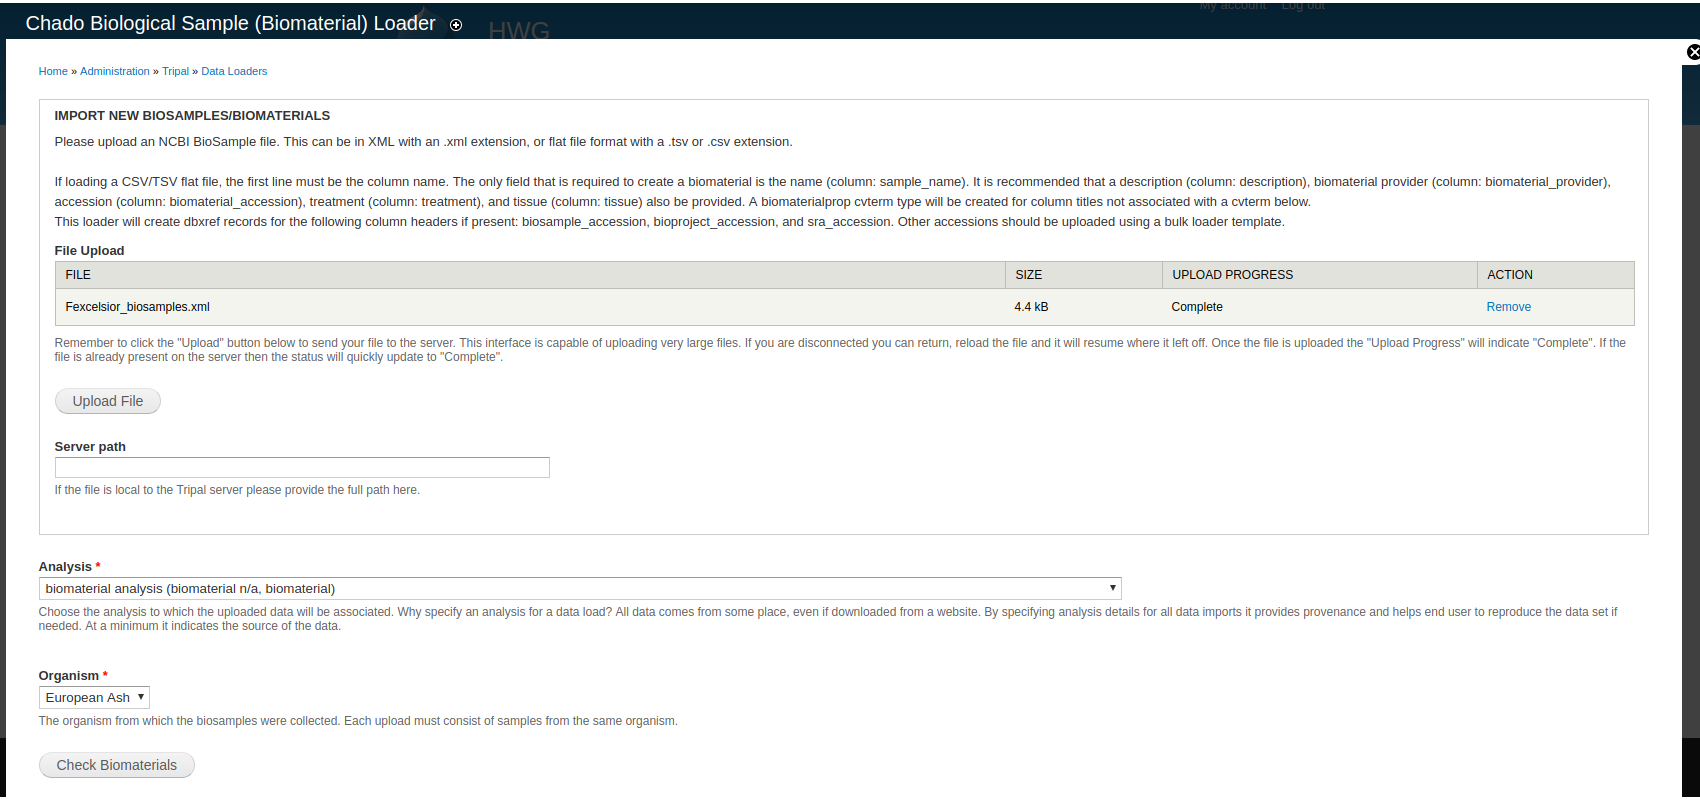 My account Log out
Chado Biological Sample (Biomaterial) Loader
HWG
Home » Administration » Tripal » Data Loaders
IMPORT NEW BIOSAMPLES/BIOMATERIALS
Please upload an NCBI BioSample file. This can be in XML with an .xml extension, or flat file format with a .tsv or .csv extension.
If loading a CSV/TSV flat file, the first line must be the column name. The only field that is required to create a biomaterial is the name (column: sample_name). It is recommended that a description (column: description), biomaterial provider (column: biomaterial_provider),
accession (column: biomaterial_accession), treatment (column: treatment), and tissue (column: tissue) also be provided. A biomaterialprop cvterm type will be created for column titles not associated with a cvterm below.
This loader will create dbxref records for the following column headers if present: biosample_accession, bioproject_accession, and sra_accession. Other accessions should be uploaded using a bulk loader template.
File Upload
FILE SIZE UPLOAD PROGRESS ACTION
Fexcelsior_biosamples.xml 4.4 kB Complete Remove
Remember to click the "Upload" button below to send your file to the server. This interface is capable of uploading very large files. If you are disconnected you can return, reload the file and it will resume where it left off. Once the file is uploaded the "Upload Progress" will indicate "Complete". If the
file is already present on the server then the status will quickly update to "Complete".
Upload File
Server path
If the file is local to the Tripal server please provide the full path here.
Analysis *
biomaterial analysis (biomaterial n/a, biomaterial)
Choose the analysis to which the uploaded data will be associated. Why specify an analysis for a data load? All data comes from some place, even if downloaded from a website. By specifying analysis details for all data imports it provides provenance and helps end user to reproduce the data set if
needed. At a minimum it indicates the source of the data.
Organism *
European Ash
The organism from which the biosamples were collected. Each upload must consist of samples from the same organism.
Check Biomaterials